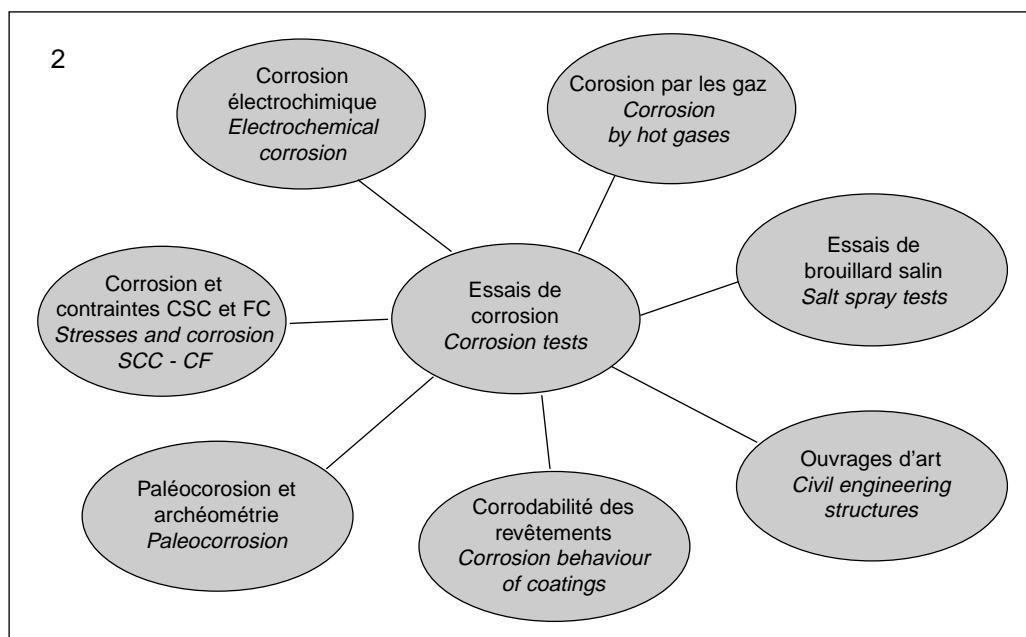 2
Corrosion
électrochimique
Electrochemical
corrosion
Corosion par les gaz
Corrosion
by hot gases
Corrosion et
contraintes CSC et FC
Stresses and corrosion
SCC - CF
Essais de
corrosion
Corrosion tests
Essais de
brouillard salin
Salt spray tests
Paléocorosion et
archéométrie
Paleocorrosion
Corrodabilité des
revêtements
Corrosion behaviour
of coatings
Ouvrages d'art
Civil engineering
structures